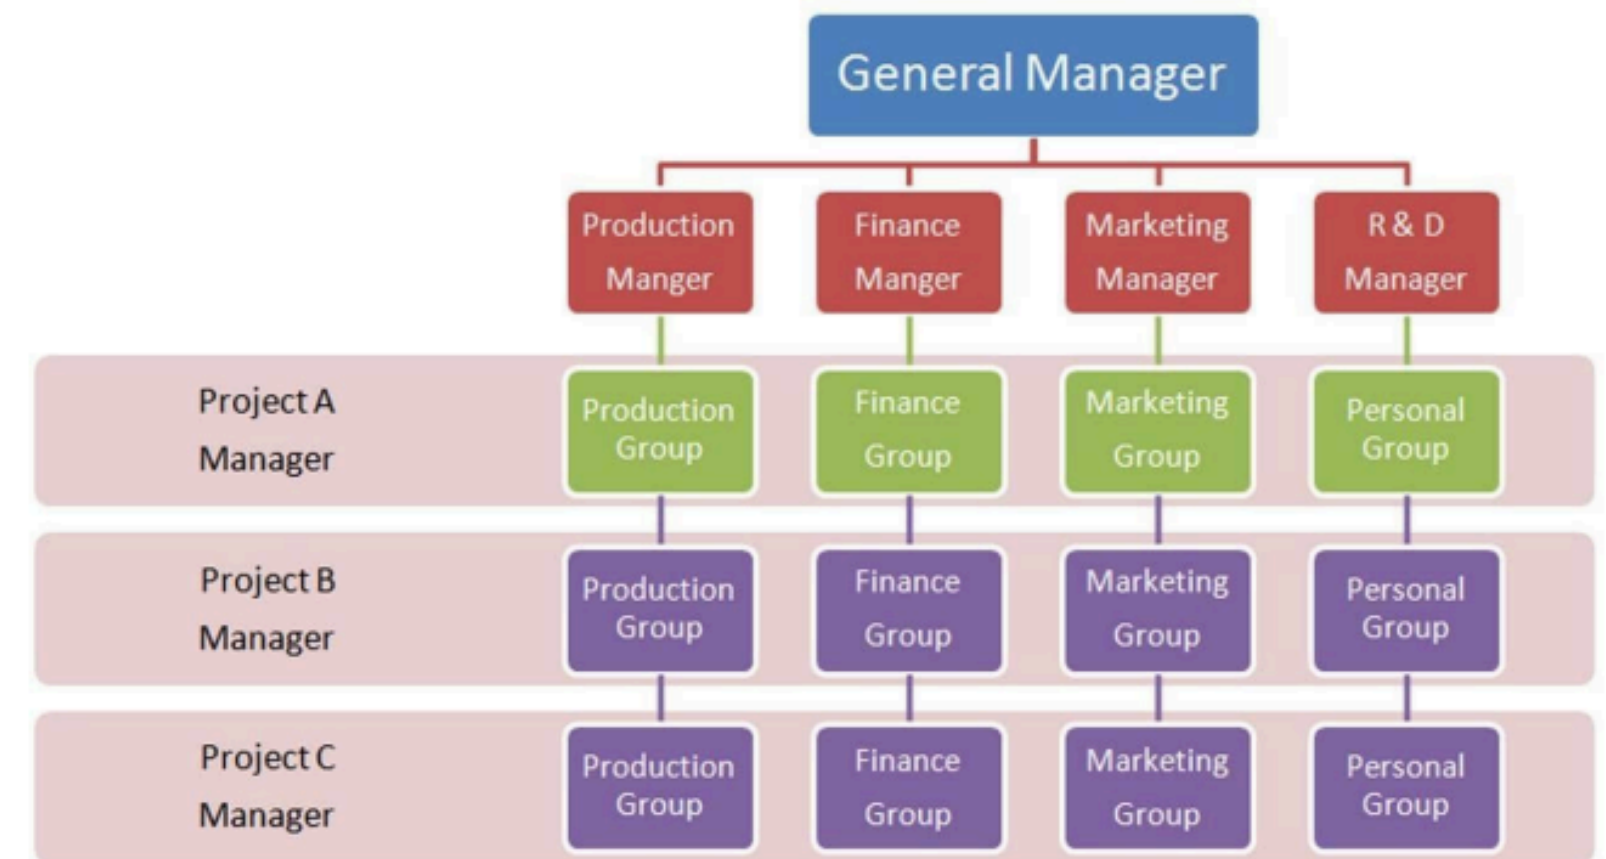 General Manager
Production
Manger
Finance
Manger
Marketing
Manager
R & D
Manager
Project A
Manager
Production
Group
Finance
Group
Marketing
Group
Personal
Group
Project B
Manager
Production
Group
Finance
Group
Marketing
Group
Personal
Group
Project C
Manager
Production
Group
Finance
Group
Marketing
Group
Personal
Group